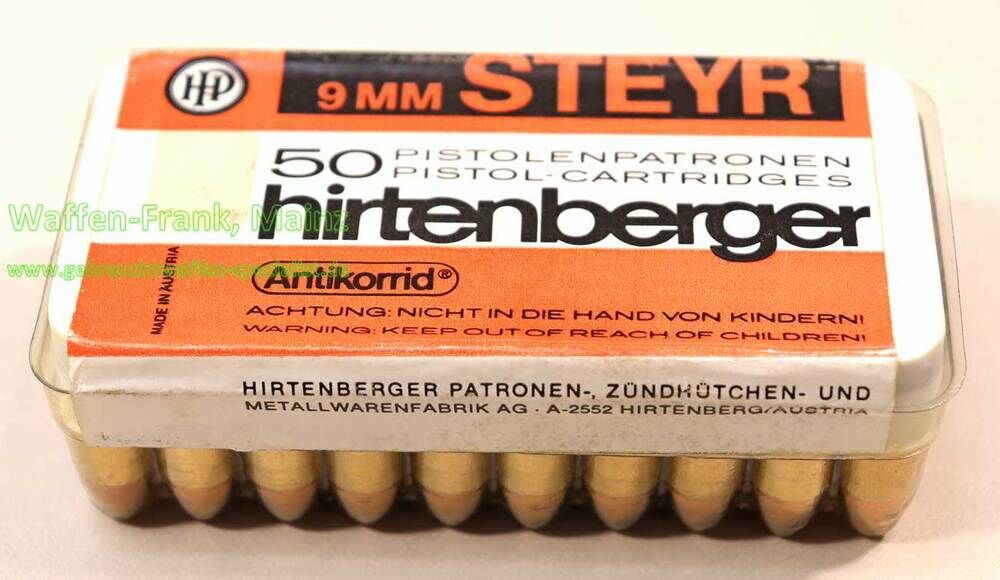 HP
9 MM STEYR
50 PISTOLENPATRONEN
PISTOL-CARTRIDGES
hirtenberger
Waffen-Frank, Mainz
Antikorrid®
MADE IN AUSTRIA
ACHTUNG: NICHT IN DIE HAND VON KINDERN!
WARNING: KEEP OUT OF REACH OF CHILDREN!
HIRTENBERGER PATRONEN-, ZÜNDHÜTCHEN- UND
METALLWARENFABRIK AG · A-2552 HIRTENBERG/AUSTRIA